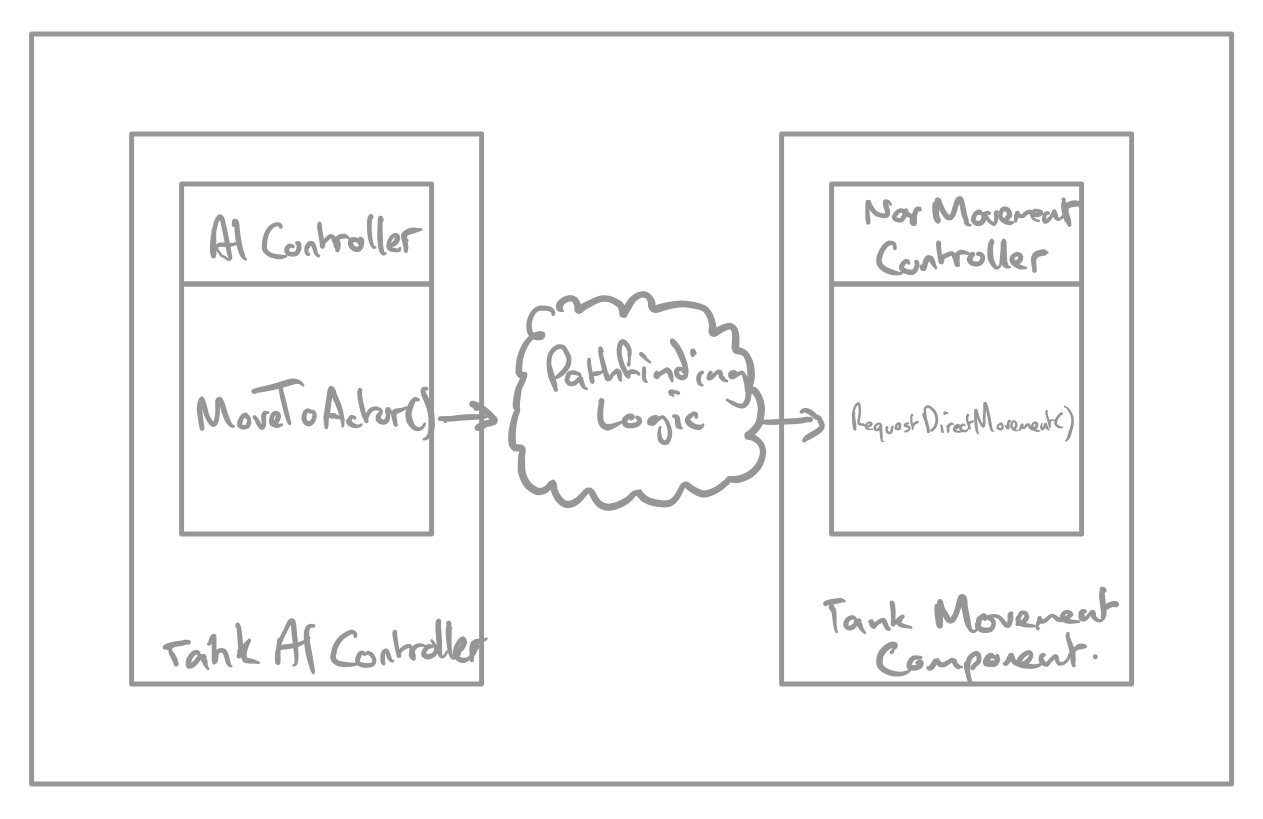 AI Controller
MoveToActor()
Tank AI Controller
Pathfinding
Logic
Nav Movement
Controller
RequestDirectMovement()
Tank Movement
Component.